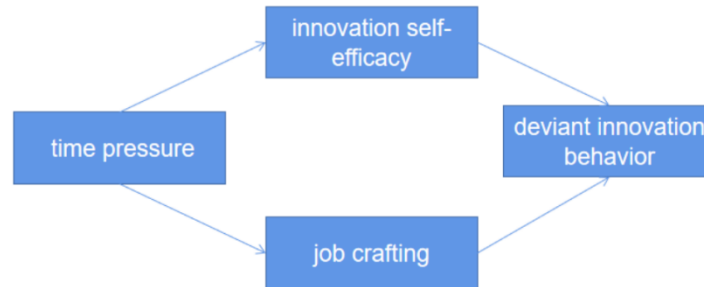 innovation self-
efficacy
time pressure
deviant innovation
behavior
job crafting